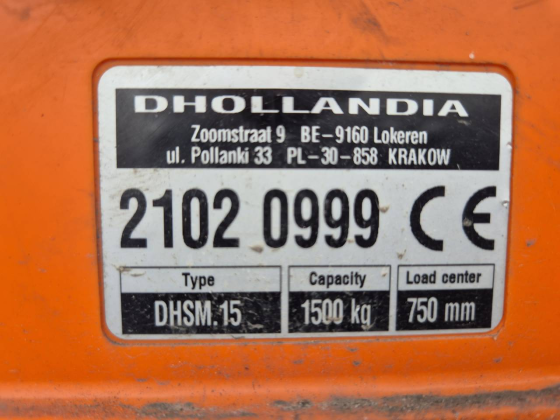 DHOLLANDIA
Zoomstraat 9 BE-9160 Lokeren
ul. Pollanki 33 PL-30-858 KRAKOW
2102 0999 CE
Type Capacity Load center
DHSM.15 1500 kg 750 mm